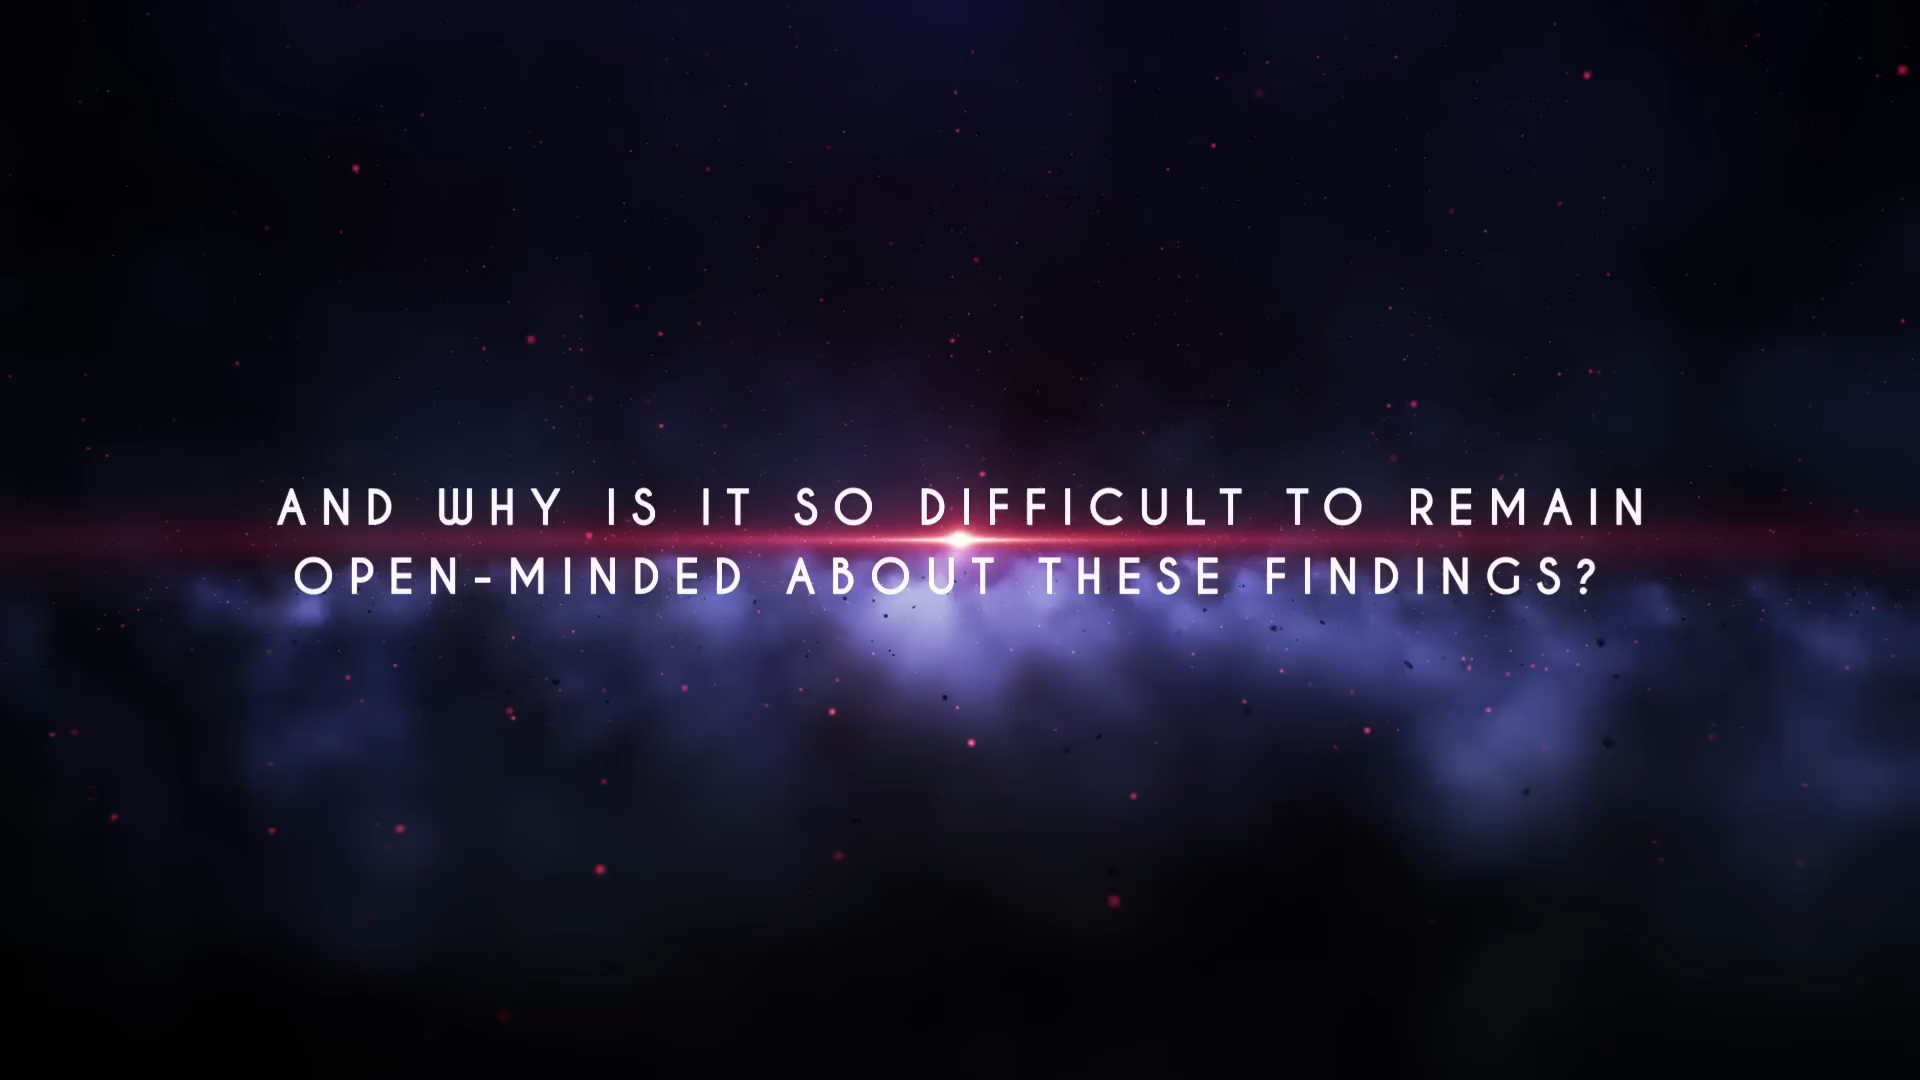 AND WHY IS IT SO DIFFICULT TO REMAIN
OPEN-MINDED ABOUT THESE FINDINGS?